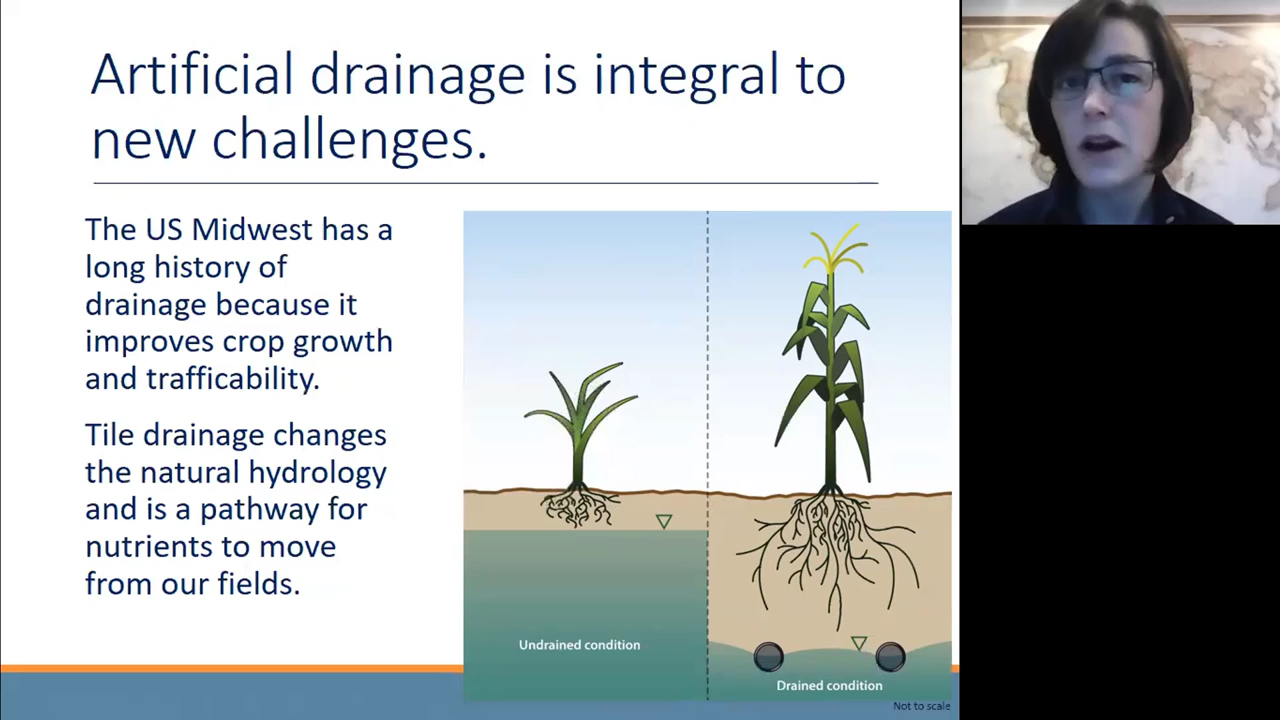 Artificial drainage is integral to
new challenges.
The US Midwest has a
long history of
drainage because it
improves crop growth
and trafficability.
Tile drainage changes
the natural hydrology
and is a pathway for
nutrients to move
from our fields.
Undrained condition
Drained condition
Not to scale